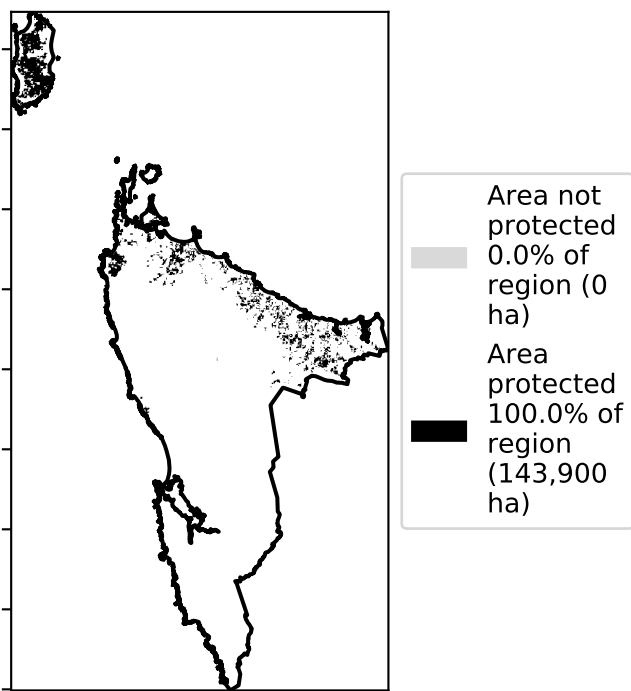 Area not
protected
0.0% of
region (0
ha)
Area
protected
100.0% of
region
(143,900
ha)